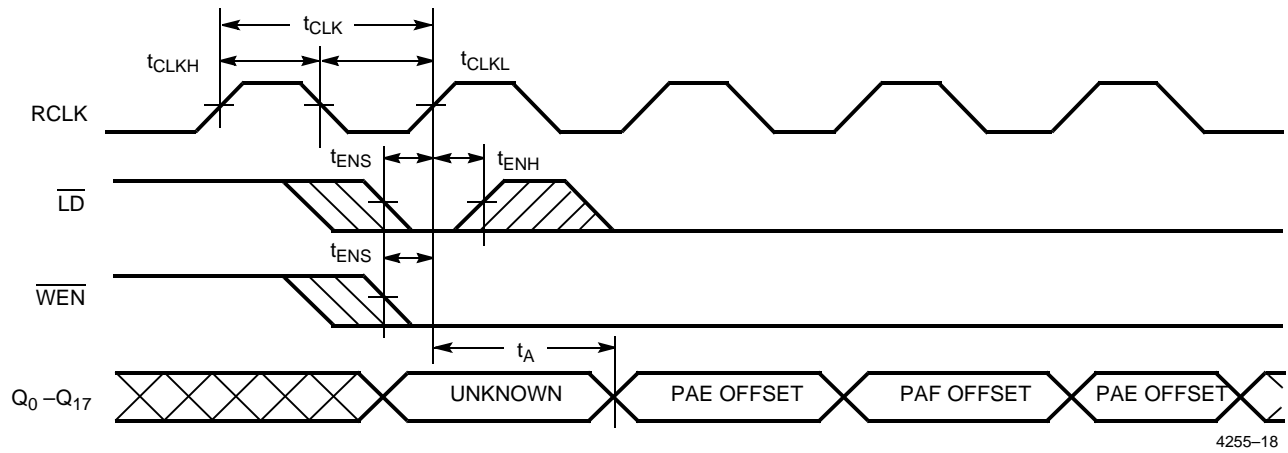 tCLK
tCLKH
tCLKL
RCLK
tENS
tENH
LD
tENS
WEN
tA
Q0 –Q17
UNKNOWN
PAE OFFSET
PAF OFFSET
PAE OFFSET
4255–18